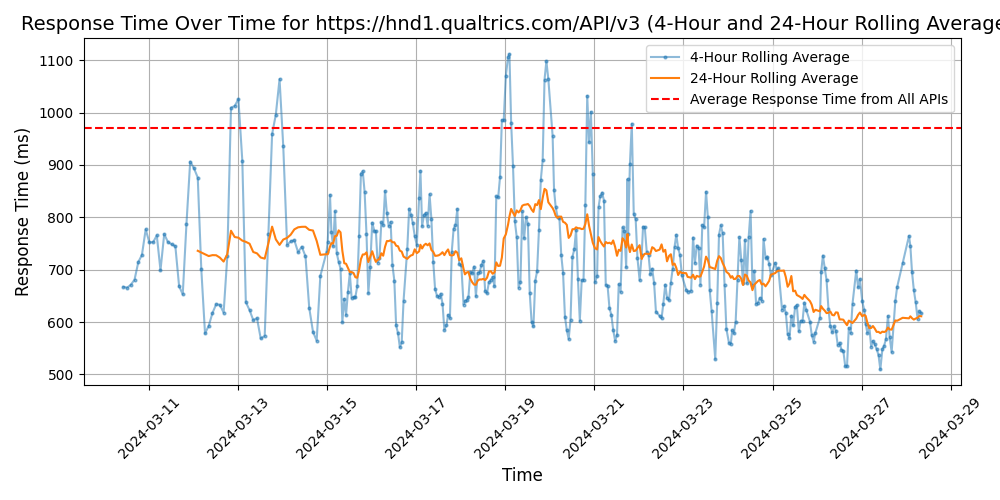 Response Time Over Time for https://hnd1.qualtrics.com/API/v3 (4-Hour and 24-Hour Rolling Average
4-Hour Rolling Average
24-Hour Rolling Average
Average Response Time from All APIs
Response Time (ms)
1100
1000
900
800
700
600
500
2024-03-11
2024-03-13
2024-03-15
2024-03-17
2024-03-19
2024-03-21
2024-03-23
2024-03-25
2024-03-27
2024-03-29
Time